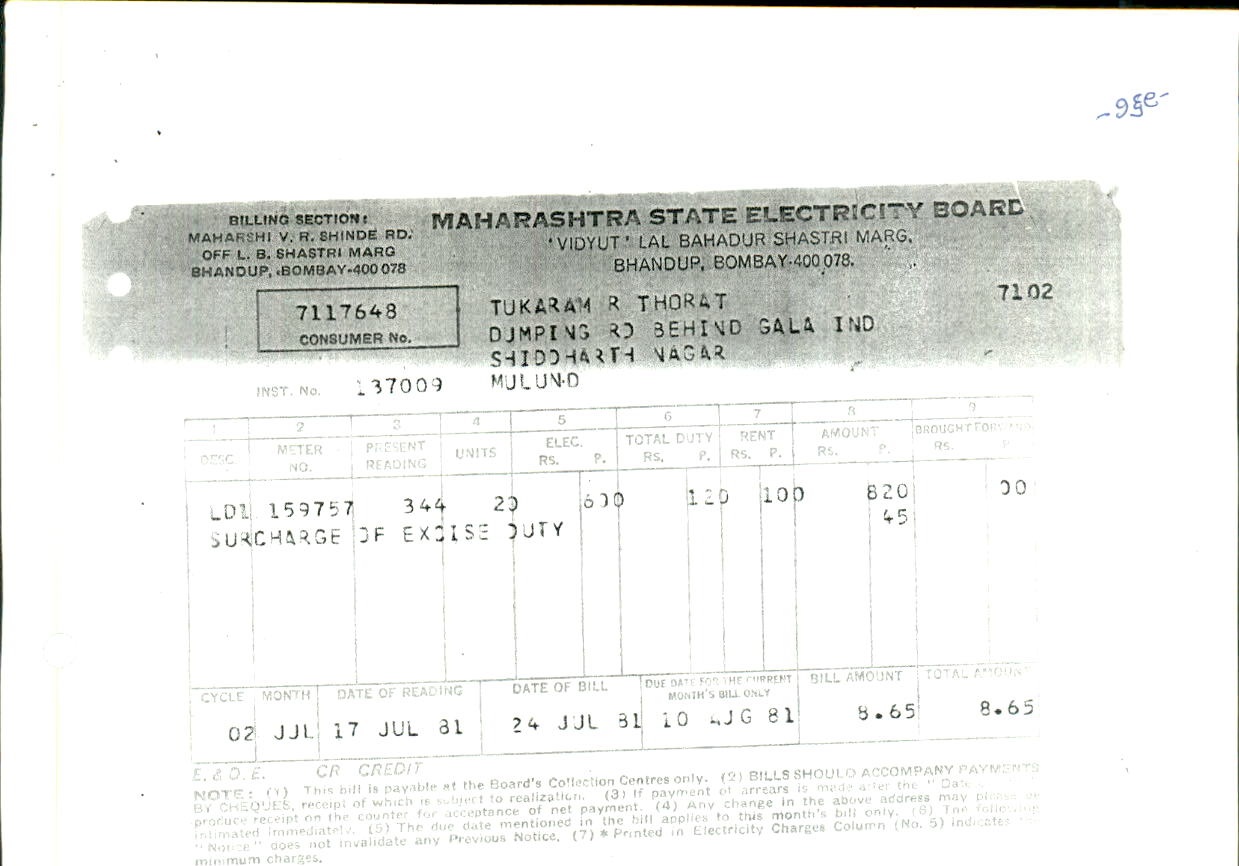 BILLING SECTION:
MAHARSHI V. R. SHINDE RD.
OFF L. B. SHASTRI MARG
BHANDUP, BOMBAY-400 078
MAHARASHTRA STATE ELECTRICITY BOARD
'VIDYUT' LAL BAHADUR SHASTRI MARG,
BHANDUP, BOMBAY-400 078.
7117648
CONSUMER No.
TUKARAM R THORAT 7102
DUMPING RD BEHIND GALA IND
SHIDDHARTH NAGAR
MULUND
INST. No. 137009
1 2 3 4 5 6 7 8 9
DESC. METER NO. PRESENT READING UNITS ELEC. RS. P. TOTAL DUTY RS. P. RENT RS. P. AMOUNT RS. P. BROUGHT FORWARD RS. P.
LD1 159757 344 20 600 120 100 820 00
45
SURCHARGE OF EXCISE DUTY
CYCLE MONTH DATE OF READING DATE OF BILL DUE DATE FOR THE CURRENT MONTH'S BILL ONLY BILL AMOUNT TOTAL AMOUNT
02 JUL 17 JUL 81 24 JUL 81 10 AUG 81 8.65 8.65
E. & O. E. CR CREDIT
NOTE: (1) This bill is payable at the Board's Collection Centres only. (2) BILLS SHOULD ACCOMPANY PAYMENTS
BY CHEQUES, receipt of which is subject to realization. (3) If payment of arrears is made after the "Date
produce receipt on the counter for acceptance of net payment. (4) Any change in the above address may please be
intimated immediately. (5) The due date mentioned in the bill applies to this month's bill only. (6) The following
"Notice" does not invalidate any Previous Notice. (7) * Printed in Electricity Charges Column (No. 5) indicates
minimum charges.